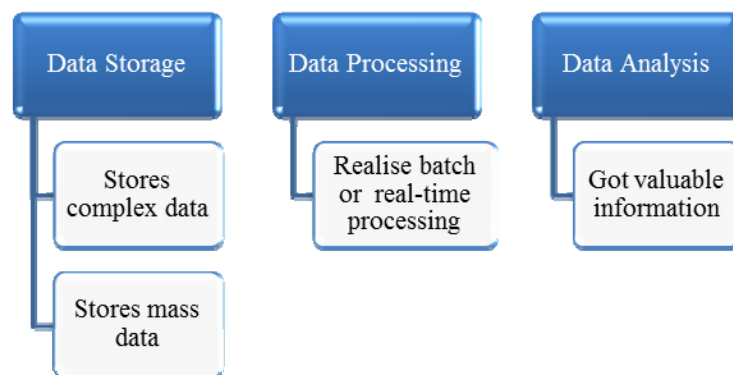 Data Storage
Stores
complex data
Stores mass
data
Data Processing
Realise batch
or real-time
processing
Data Analysis
Got valuable
information